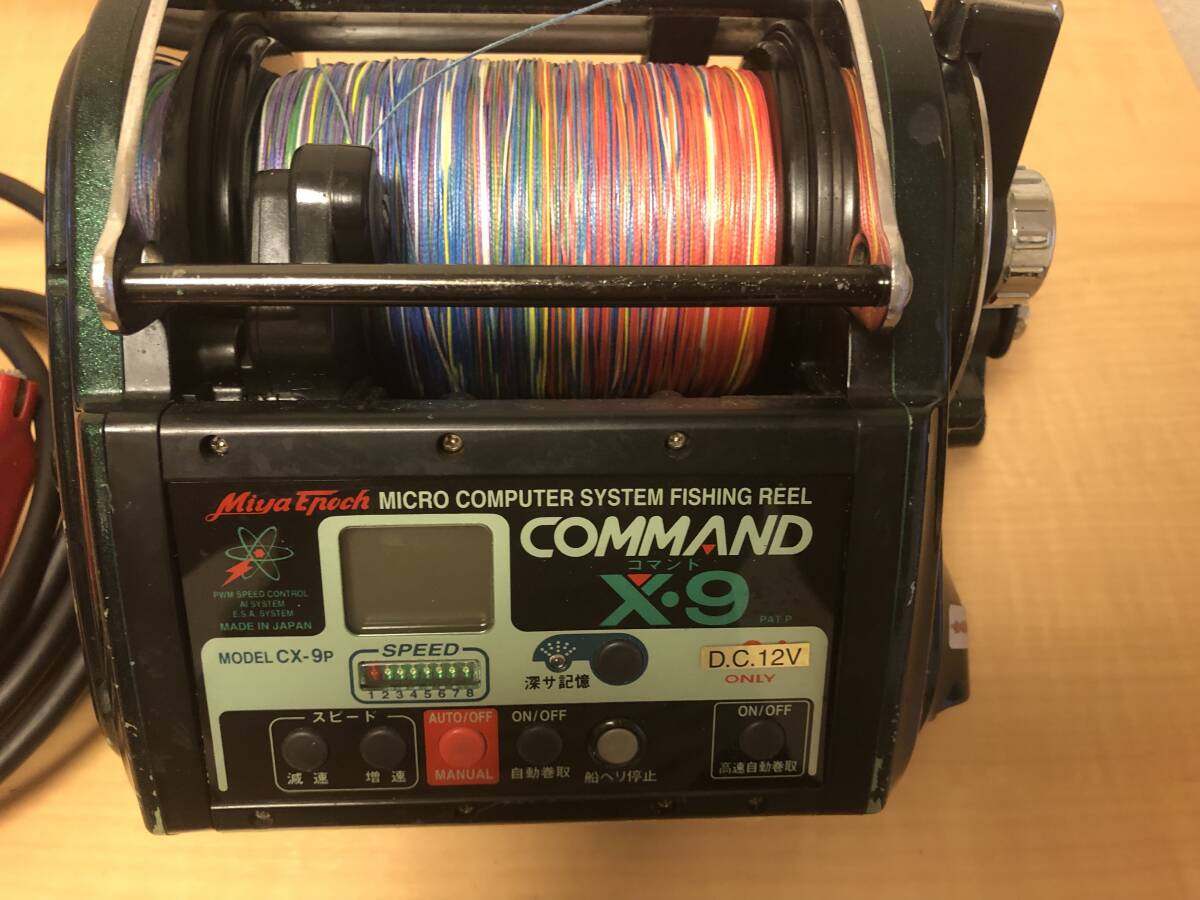 Miya Epoch MICRO COMPUTER SYSTEM FISHING REEL
COMMAND
コマンド
X・9
PAT P
PWM SPEED CONTROL
AI SYSTEM
E.S.A. SYSTEM
MADE IN JAPAN
MODEL CX-9P
SPEED
1 2 3 4 5 6 7 8
深サ記憶
D.C.12V
ONLY
スピード
減速
増速
AUTO/OFF
MANUAL
ON/OFF
自動巻取
船ベリ停止
ON/OFF
高速自動巻取